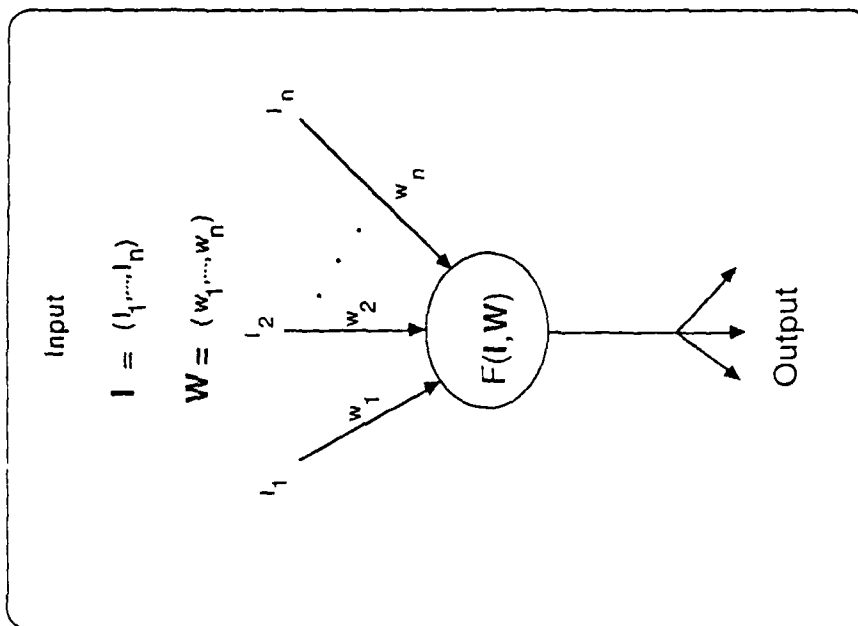 Input
I = (I₁,...,Iₙ)
W = (w₁,...,wₙ)
I₁
I₂
Iₙ
w₁
w₂
wₙ
F(I,W)
Output